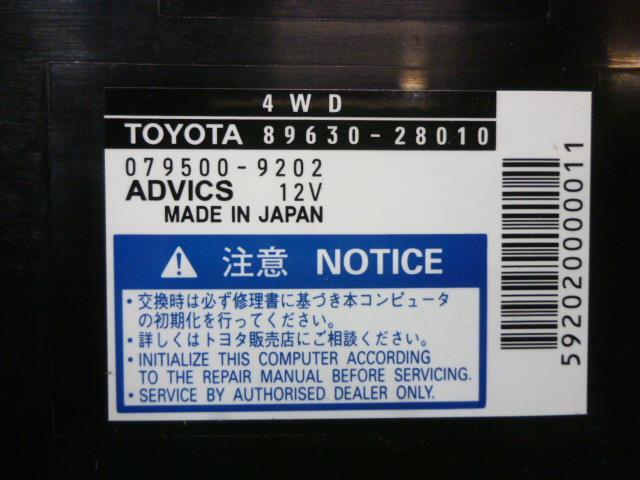 4WD
TOYOTA 89630-28010
079500-9202
ADVICS 12V
MADE IN JAPAN
注意 NOTICE
・交換時は必ず修理書に基づき本コンピュータ
の初期化を行ってください。
・詳しくはトヨタ販売店にご相談ください。
・INITIALIZE THIS COMPUTER ACCORDING
TO THE REPAIR MANUAL BEFORE SERVICING.
・SERVICE BY AUTHORISED DEALER ONLY.
5920200000011